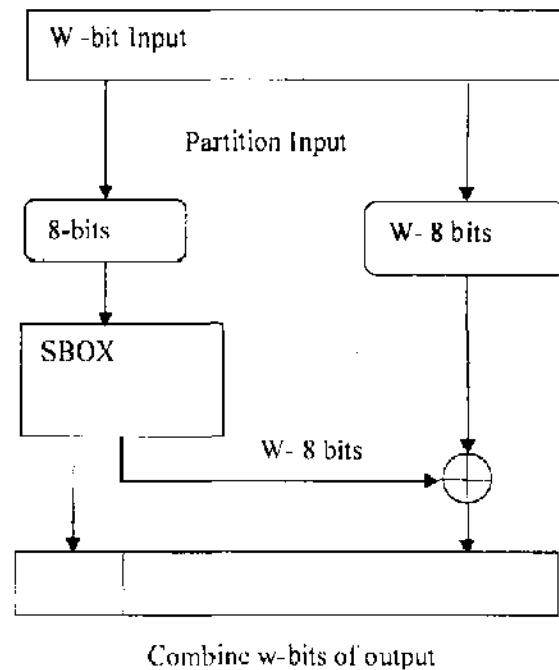 W -bit Input
Partition Input
8-bits
W- 8 bits
SBOX
W- 8 bits
Combine w-bits of output